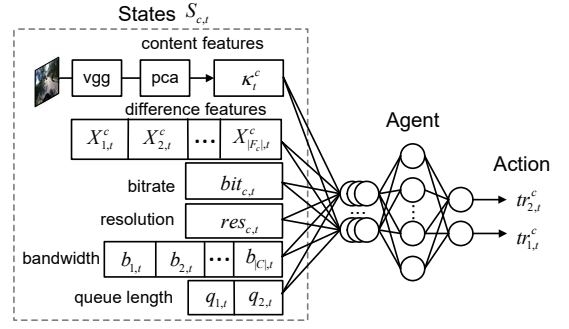 States S_{c,t}
content features
vgg pca κ_t^c
difference features
X_{1,t}^c X_{2,t}^c ••• X_{|F_c|,t}^c
bitrate bit_{c,t}
resolution res_{c,t}
bandwidth b_{1,t} b_{2,t} ••• b_{|C|,t}
queue length q_{1,t} q_{2,t}
...
Agent
⋮
Action
tr_{2,t}^c
tr_{1,t}^c